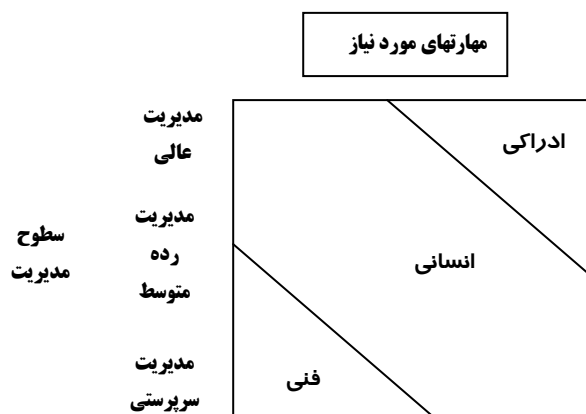 مهارتهای مورد نیاز
مدیریت
عالی
ادراکی
مدیریت
رده
متوسط
سطوح
مدیریت
انسانی
مدیریت
سرپرستی
فنی